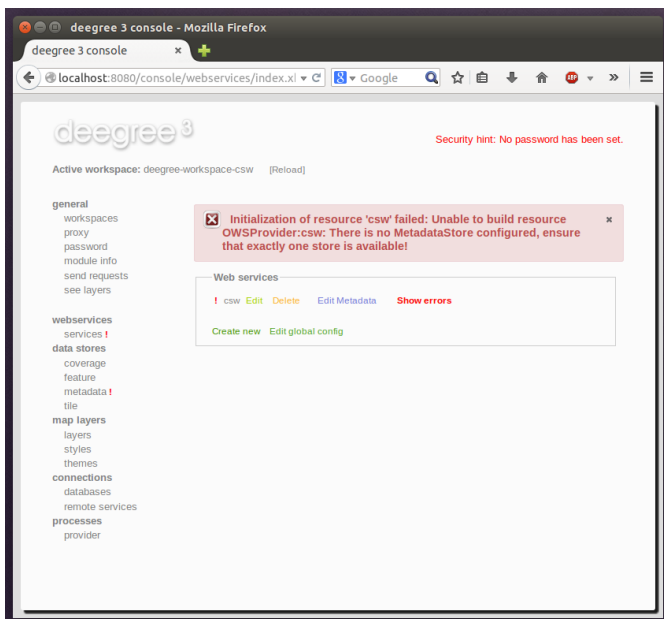 deegree 3 console - Mozilla Firefox
deegree 3 console
localhost:8080/console/webservices/index.xl
Google
deegree 3
Security hint: No password has been set.
Active workspace: deegree-workspace-csw [Reload]
general
workspaces
proxy
password
module info
send requests
see layers
webservices
services !
data stores
coverage
feature
metadata !
tile
map layers
layers
styles
themes
connections
databases
remote services
processes
provider
Initialization of resource 'csw' failed: Unable to build resource
OWSProvider:csw: There is no MetadataStore configured, ensure
that exactly one store is available!
Web services
! csw Edit Delete Edit Metadata Show errors
Create new Edit global config